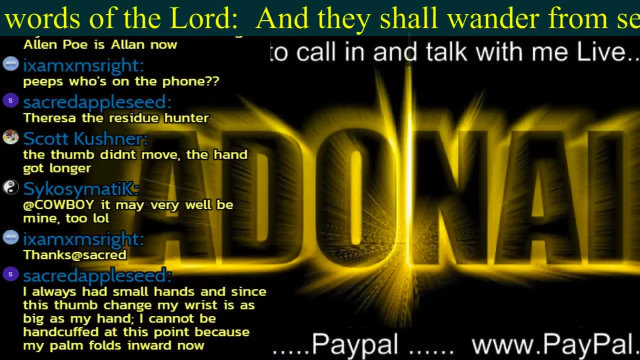 words of the Lord:  And they shall wander from se
Allen Poe is Allan now
to call in and talk with me Live..
ixamxmsright:
peeps who's on the phone??
sacredappleseed:
Theresa the residue hunter
Scott Kushner:
the thumb didnt move, the hand
got longer
SykosymatiK:
@COWBOY it may very well be
mine, too lol
ixamxmsright:
Thanks@sacred
sacredappleseed:
I always had small hands and since
this thumb change my wrist is as
big as my hand; I cannot be
handcuffed at this point because
my palm folds inward now
ADONAI
.....Paypal ...... www.PayPal.